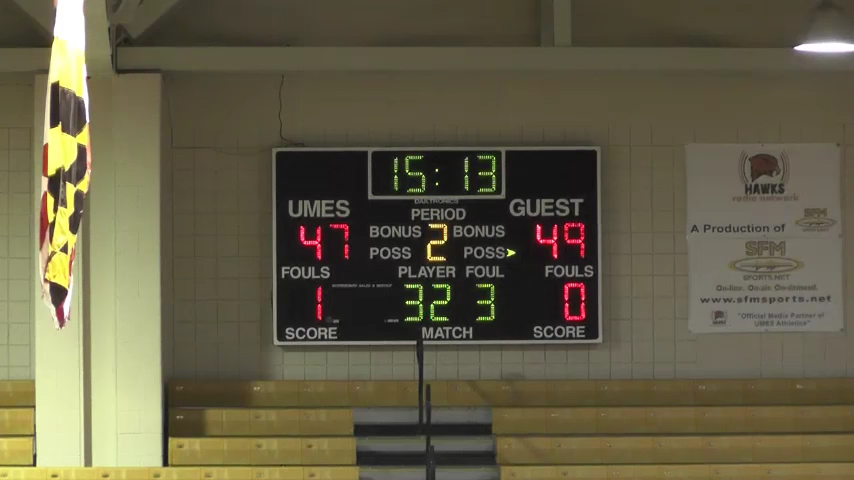 15:13
DAKTRONICS
UMES
PERIOD
GUEST
47
BONUS 2 BONUS
49
POSS
POSS
FOULS
PLAYER FOUL
FOULS
1
32 3
0
SCORE
MATCH
SCORE
HAWKS
radio network
SFM
A Production of
SFM
SPORTS.NET
On-line. On-air. On-demand.
www.sfmsports.net
"Official Media Partner of
UMES Athletics"